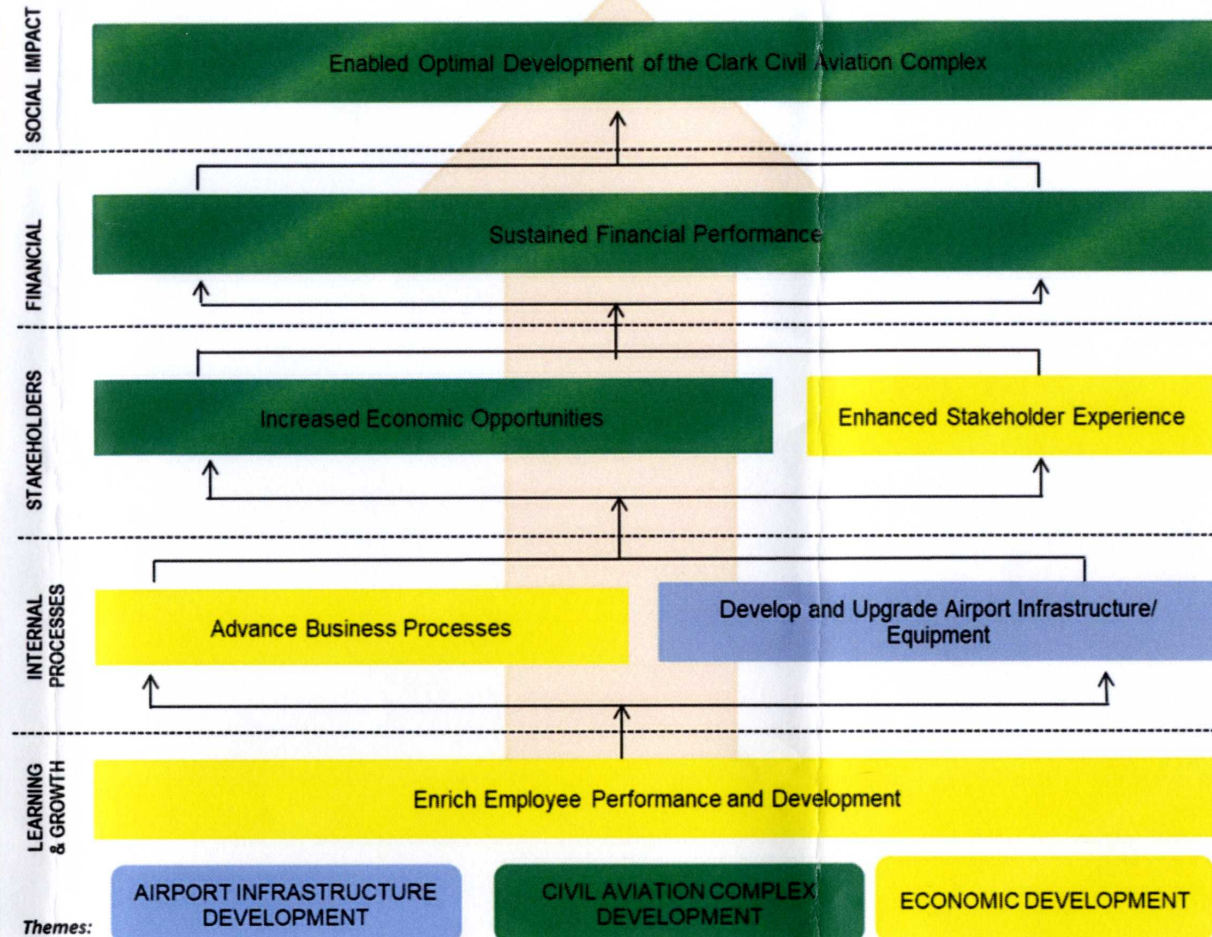 SOCIAL IMPACT
Enabled Optimal Development of the Clark Civil Aviation Complex
FINANCIAL
Sustained Financial Performance
STAKEHOLDERS
Increased Economic Opportunities
Enhanced Stakeholder Experience
INTERNAL
PROCESSES
Advance Business Processes
Develop and Upgrade Airport Infrastructure/
Equipment
LEARNING
& GROWTH
Enrich Employee Performance and Development
Themes:
AIRPORT INFRASTRUCTURE
DEVELOPMENT
CIVIL AVIATION COMPLEX
DEVELOPMENT
ECONOMIC DEVELOPMENT